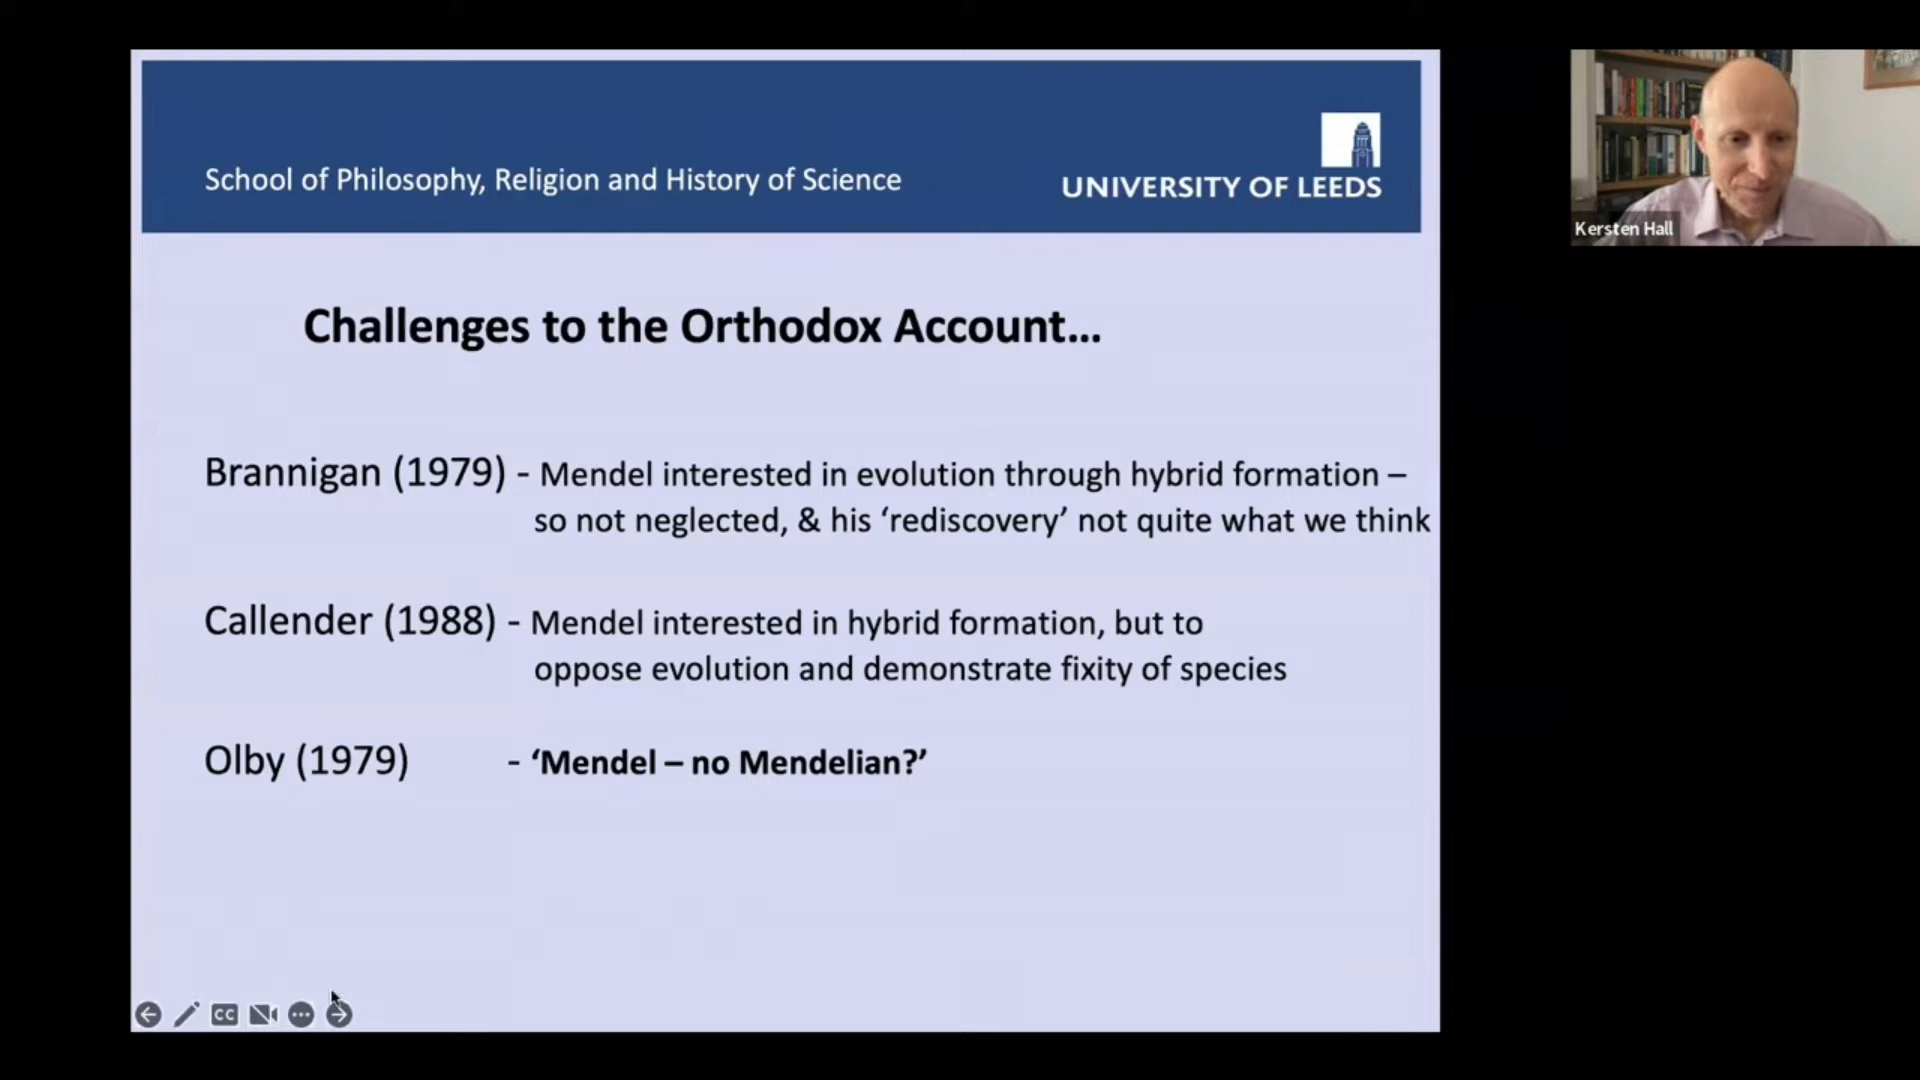 School of Philosophy, Religion and History of Science
UNIVERSITY OF LEEDS
Kersten Hall
Challenges to the Orthodox Account...
Brannigan (1979) - Mendel interested in evolution through hybrid formation –
so not neglected, & his ‘rediscovery’ not quite what we think
Callender (1988) - Mendel interested in hybrid formation, but to
oppose evolution and demonstrate fixity of species
Olby (1979) - ‘Mendel – no Mendelian?’
CC